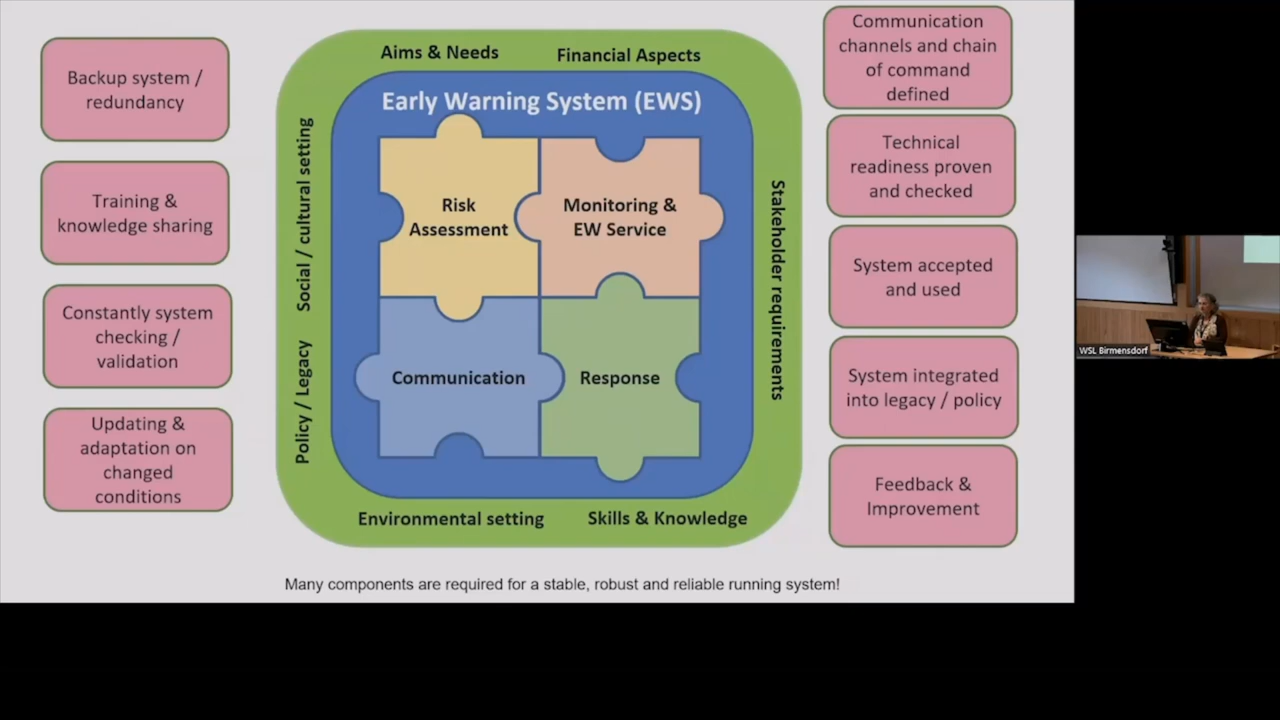 Backup system /
redundancy
Training &
knowledge sharing
Constantly system
checking /
validation
Updating &
adaptation on
changed
conditions
Aims & Needs
Financial Aspects
Social / cultural setting
Policy / Legacy
Early Warning System (EWS)
Risk
Assessment
Monitoring &
EW Service
Communication
Response
Stakeholder requirements
Environmental setting
Skills & Knowledge
Communication
channels and chain
of command
defined
Technical
readiness proven
and checked
System accepted
and used
System integrated
into legacy / policy
Feedback &
Improvement
Many components are required for a stable, robust and reliable running system!
WSL Birmensdorf